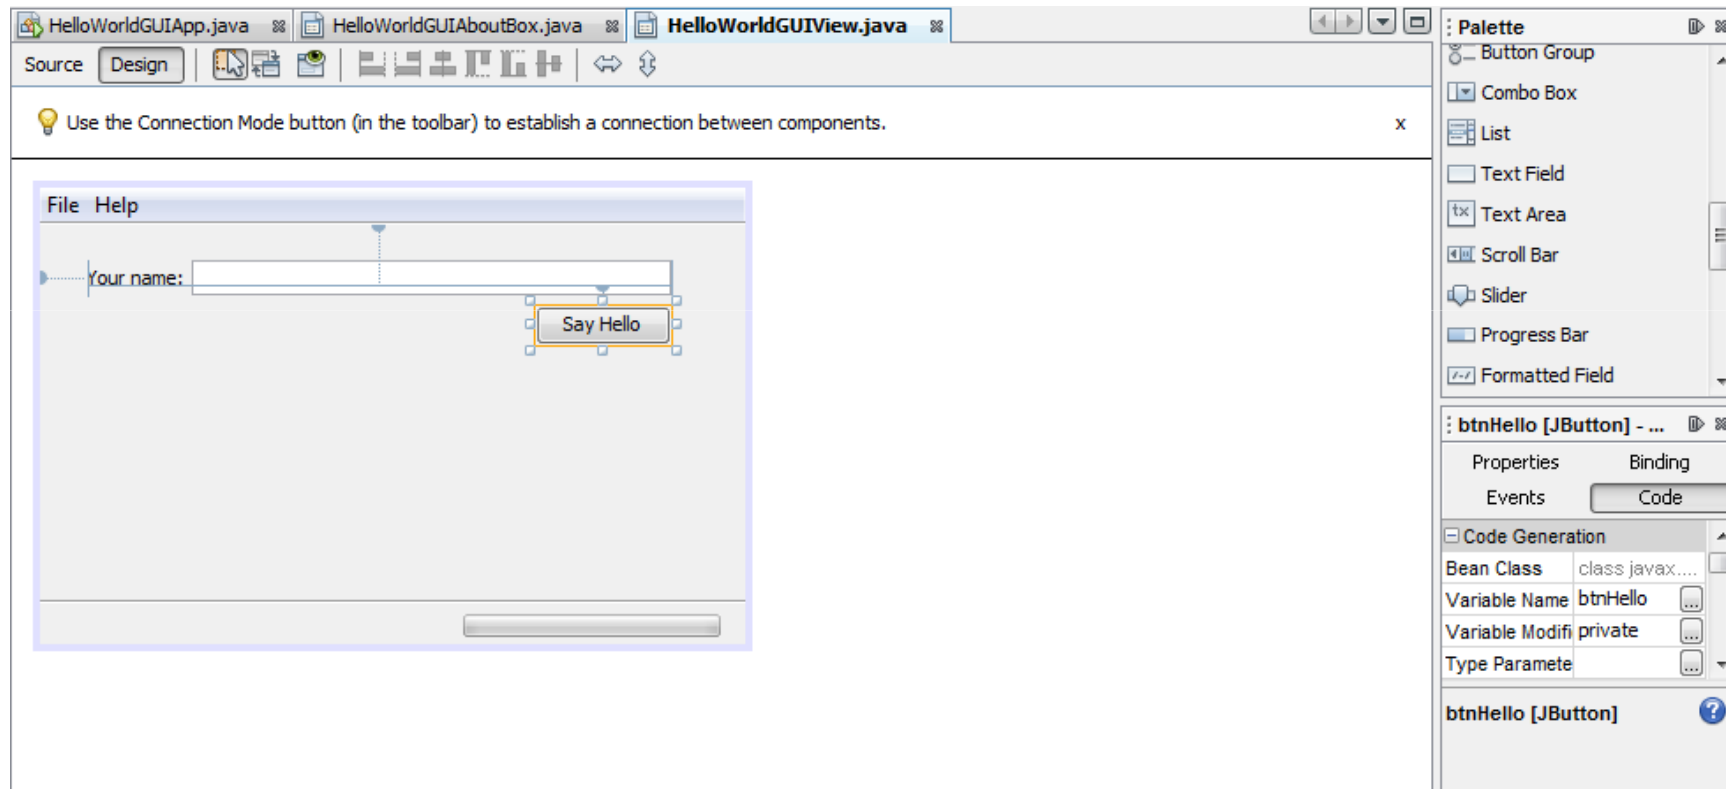 HelloWorldGUIApp.java HelloWorldGUIAboutBox.java HelloWorldGUIView.java
Source Design
Use the Connection Mode button (in the toolbar) to establish a connection between components. x
File Help
Your name:
Say Hello
Palette
Button Group
Combo Box
List
Text Field
tx Text Area
Scroll Bar
Slider
Progress Bar
Formatted Field
btnHello [JButton] - ...
Properties Binding
Events Code
Code Generation
Bean Class class javax....
Variable Name btnHello ...
Variable Modifi private ...
Type Paramete ...
btnHello [JButton] ?